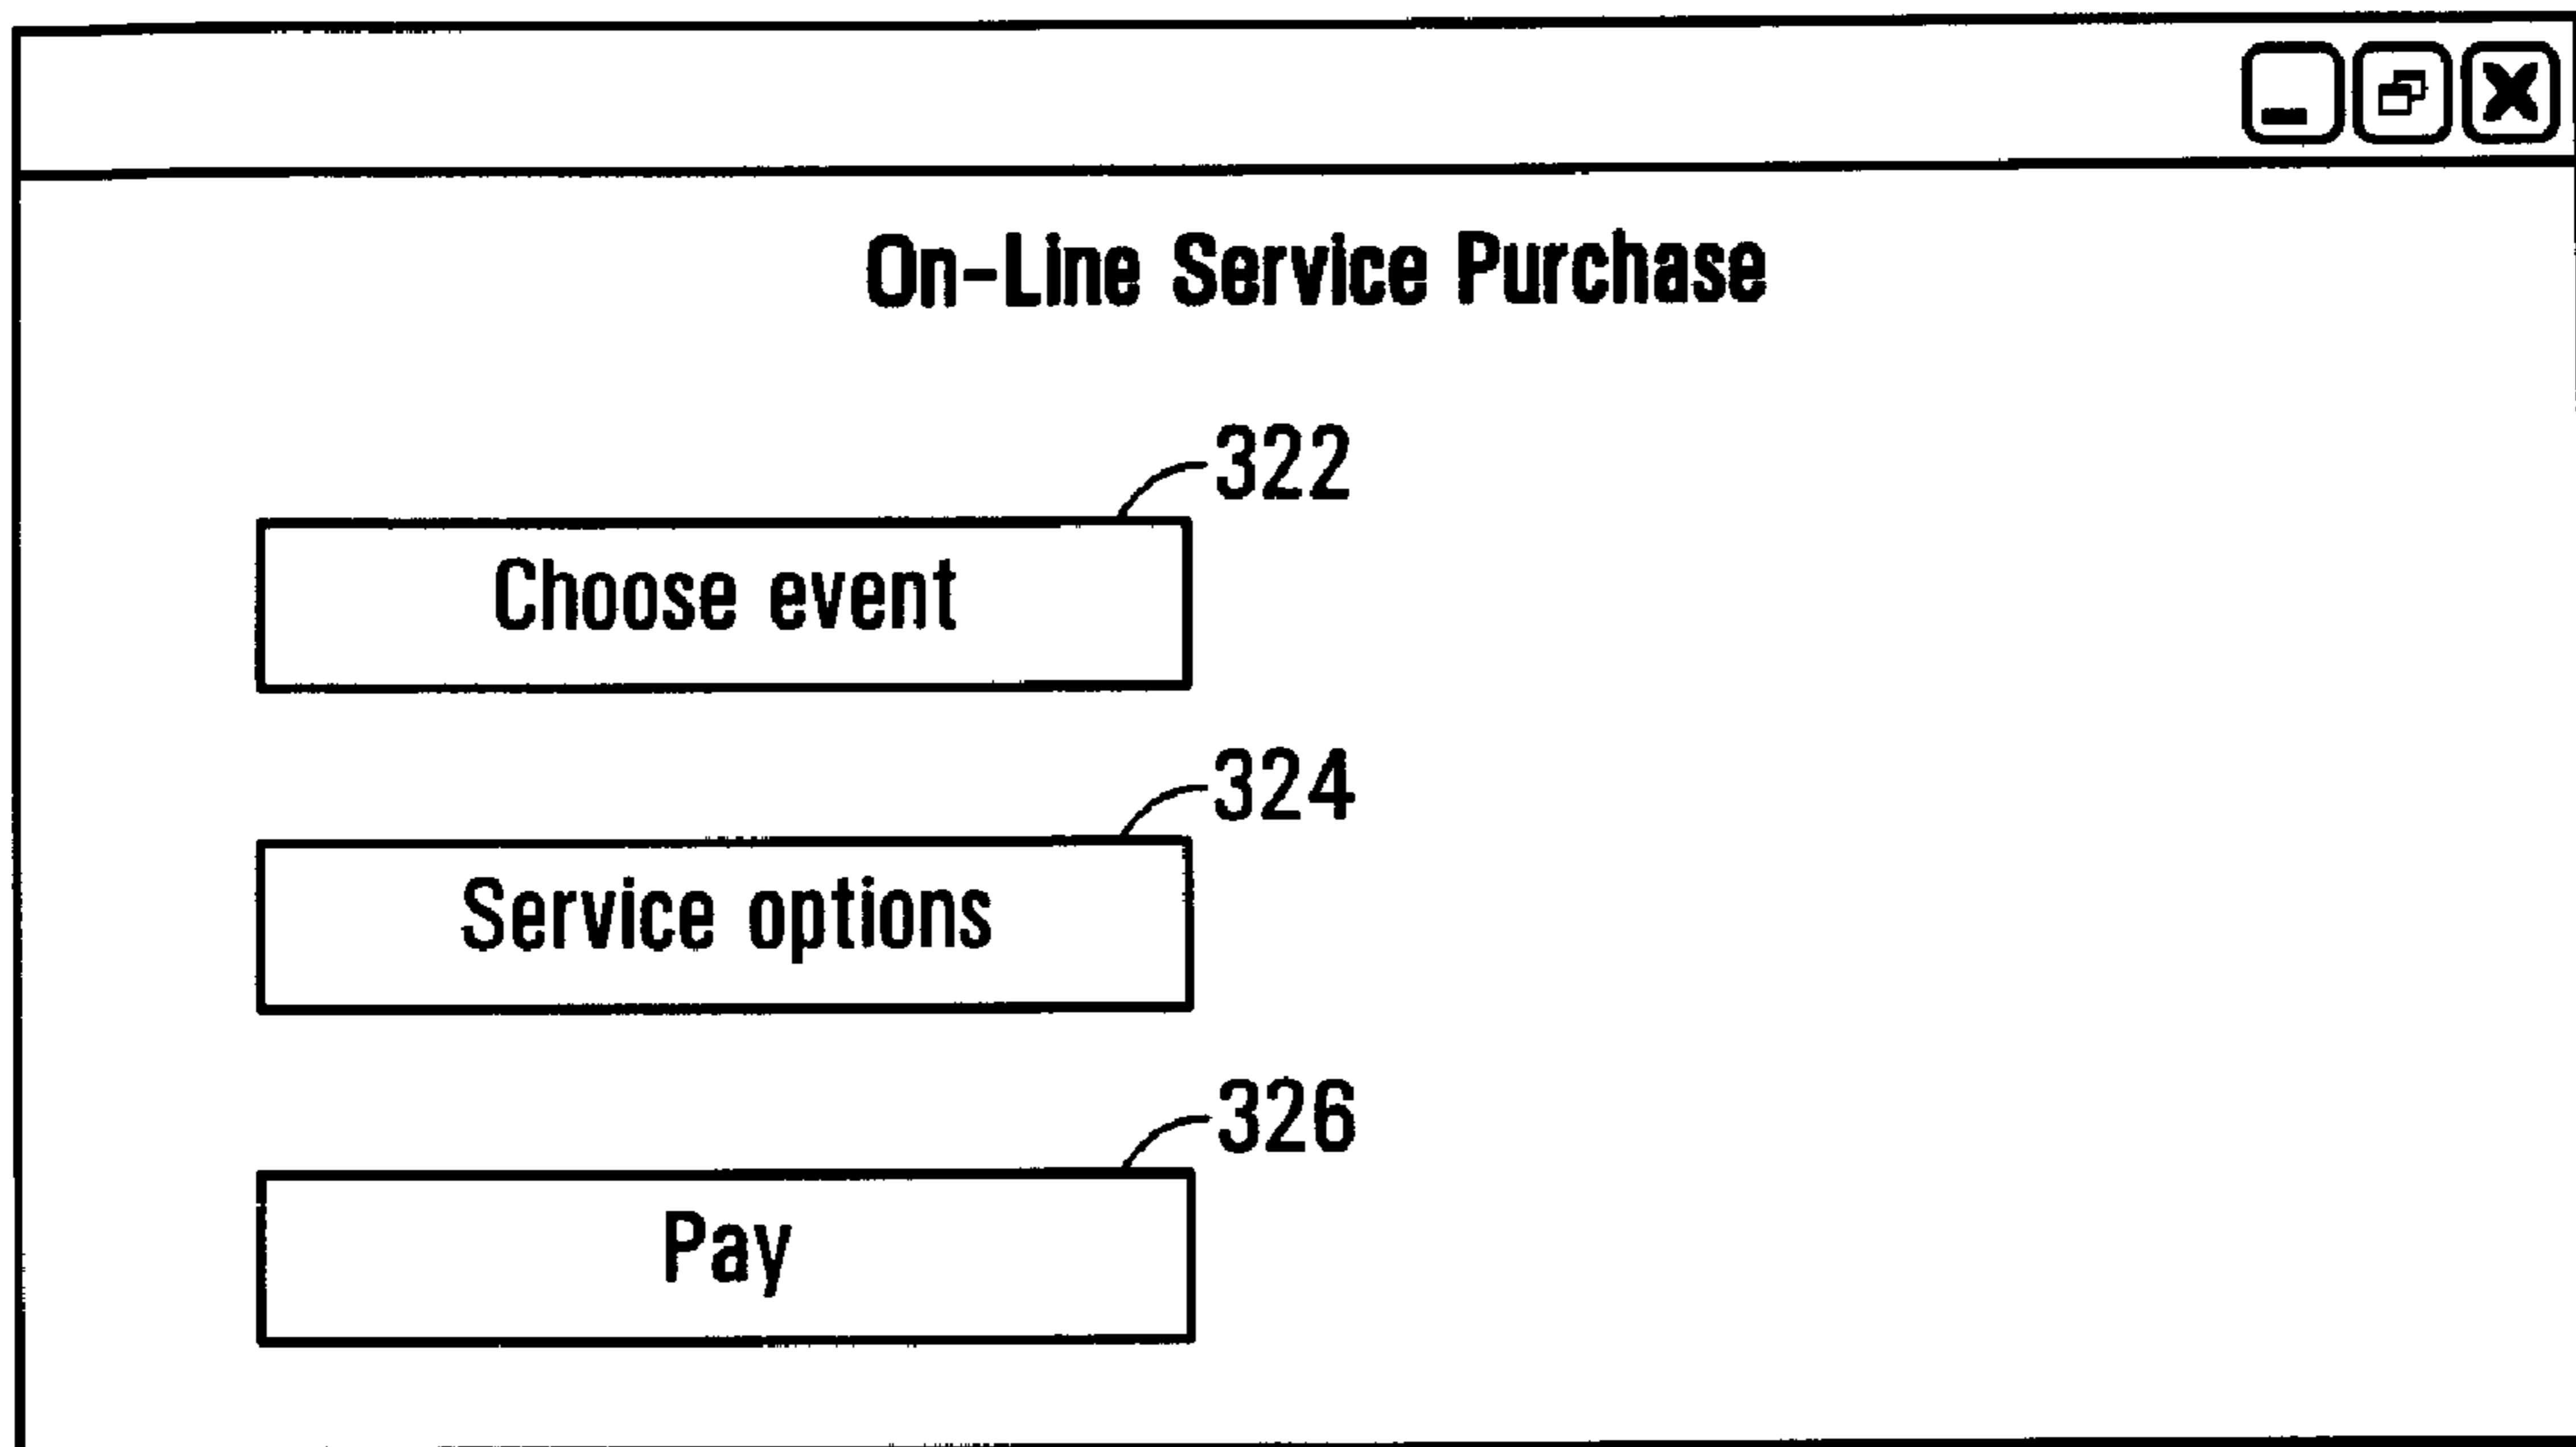 On-Line Service Purchase
322
Choose event
324
Service options
326
Pay